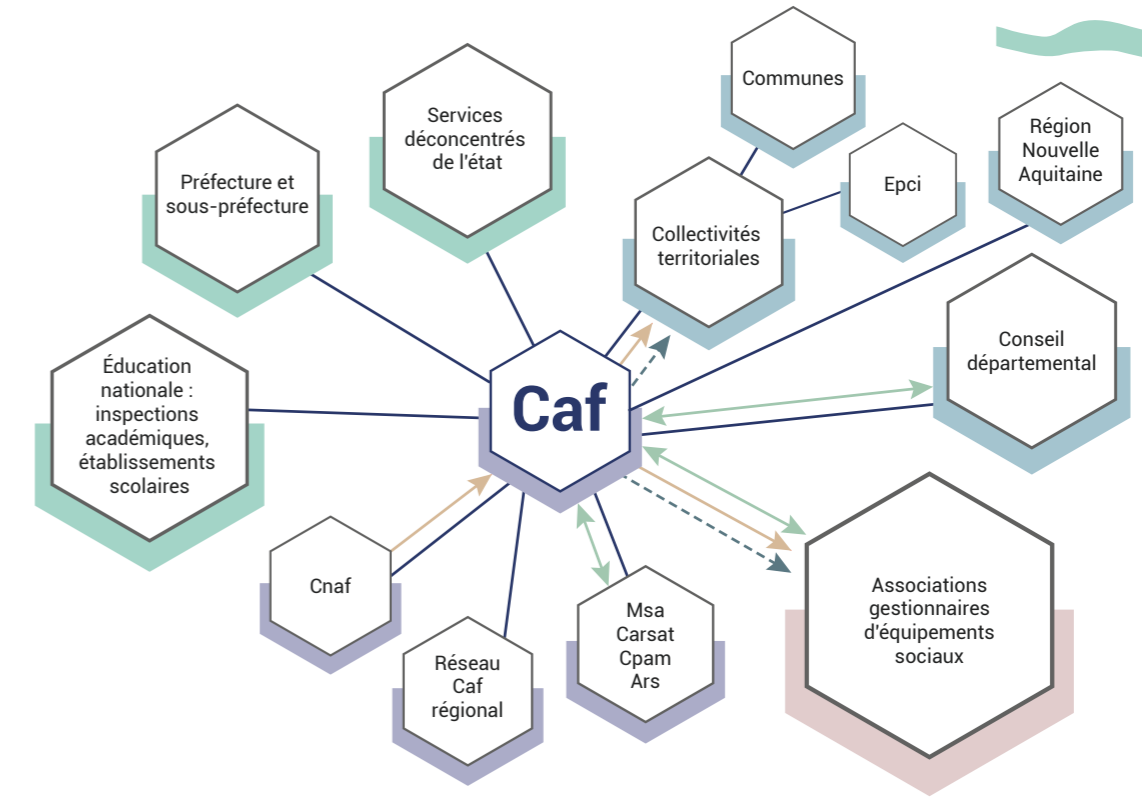 Communes
Services
déconcentrés
de l'état
Région
Nouvelle
Aquitaine
Préfecture et
sous-préfecture
Epci
Collectivités
territoriales
Conseil
départemental
Éducation
nationale :
inspections
académiques,
établissements
scolaires
Caf
Cnaf
Associations
gestionnaires
d'équipements
sociaux
Msa
Carsat
Cpam
Ars
Réseau
Caf
régional